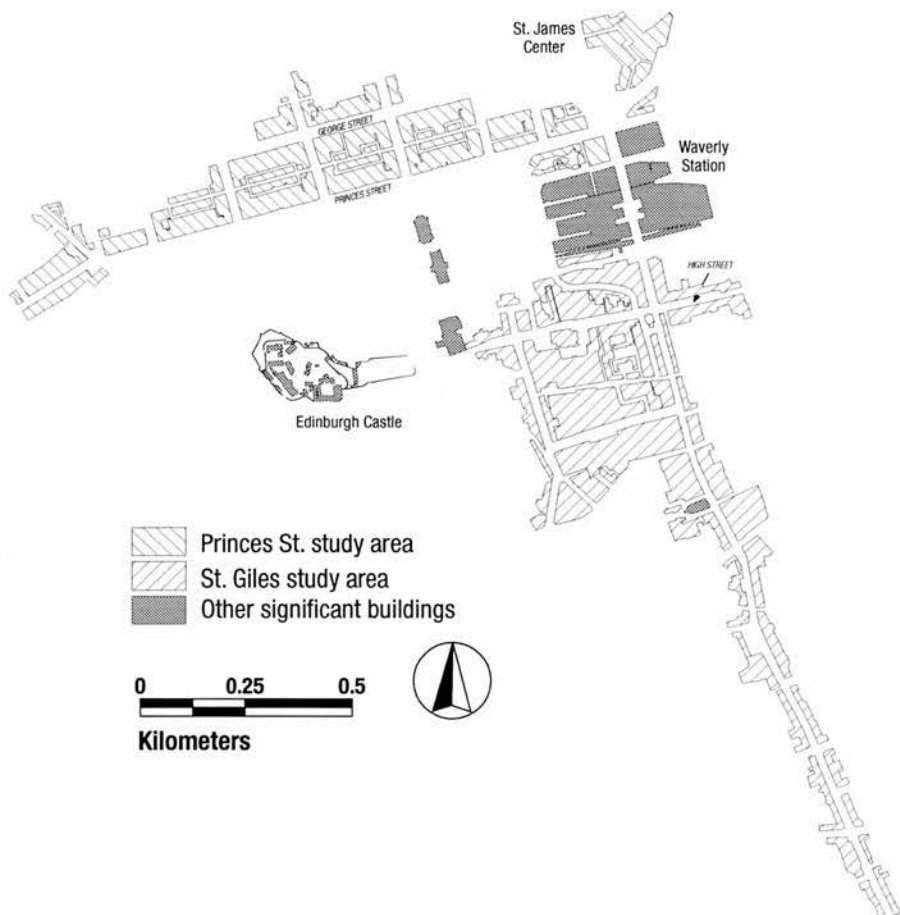 St. James
Center
GEORGE STREET
Waverly
Station
PRINCES STREET
HIGH STREET
Edinburgh Castle
Princes St. study area
St. Giles study area
Other significant buildings
0 0.25 0.5
Kilometers